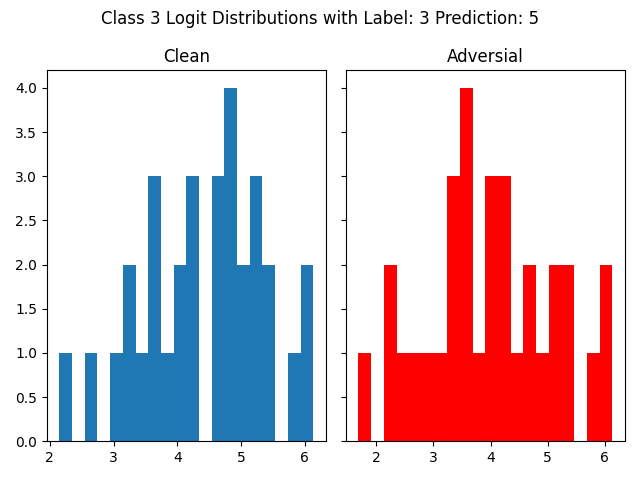 Class 3 Logit Distributions with Label: 3 Prediction: 5
Clean
Adversial
4.0
3.5
3.0
2.5
2.0
1.5
1.0
0.5
0.0
2 3 4 5 6
2 3 4 5 6